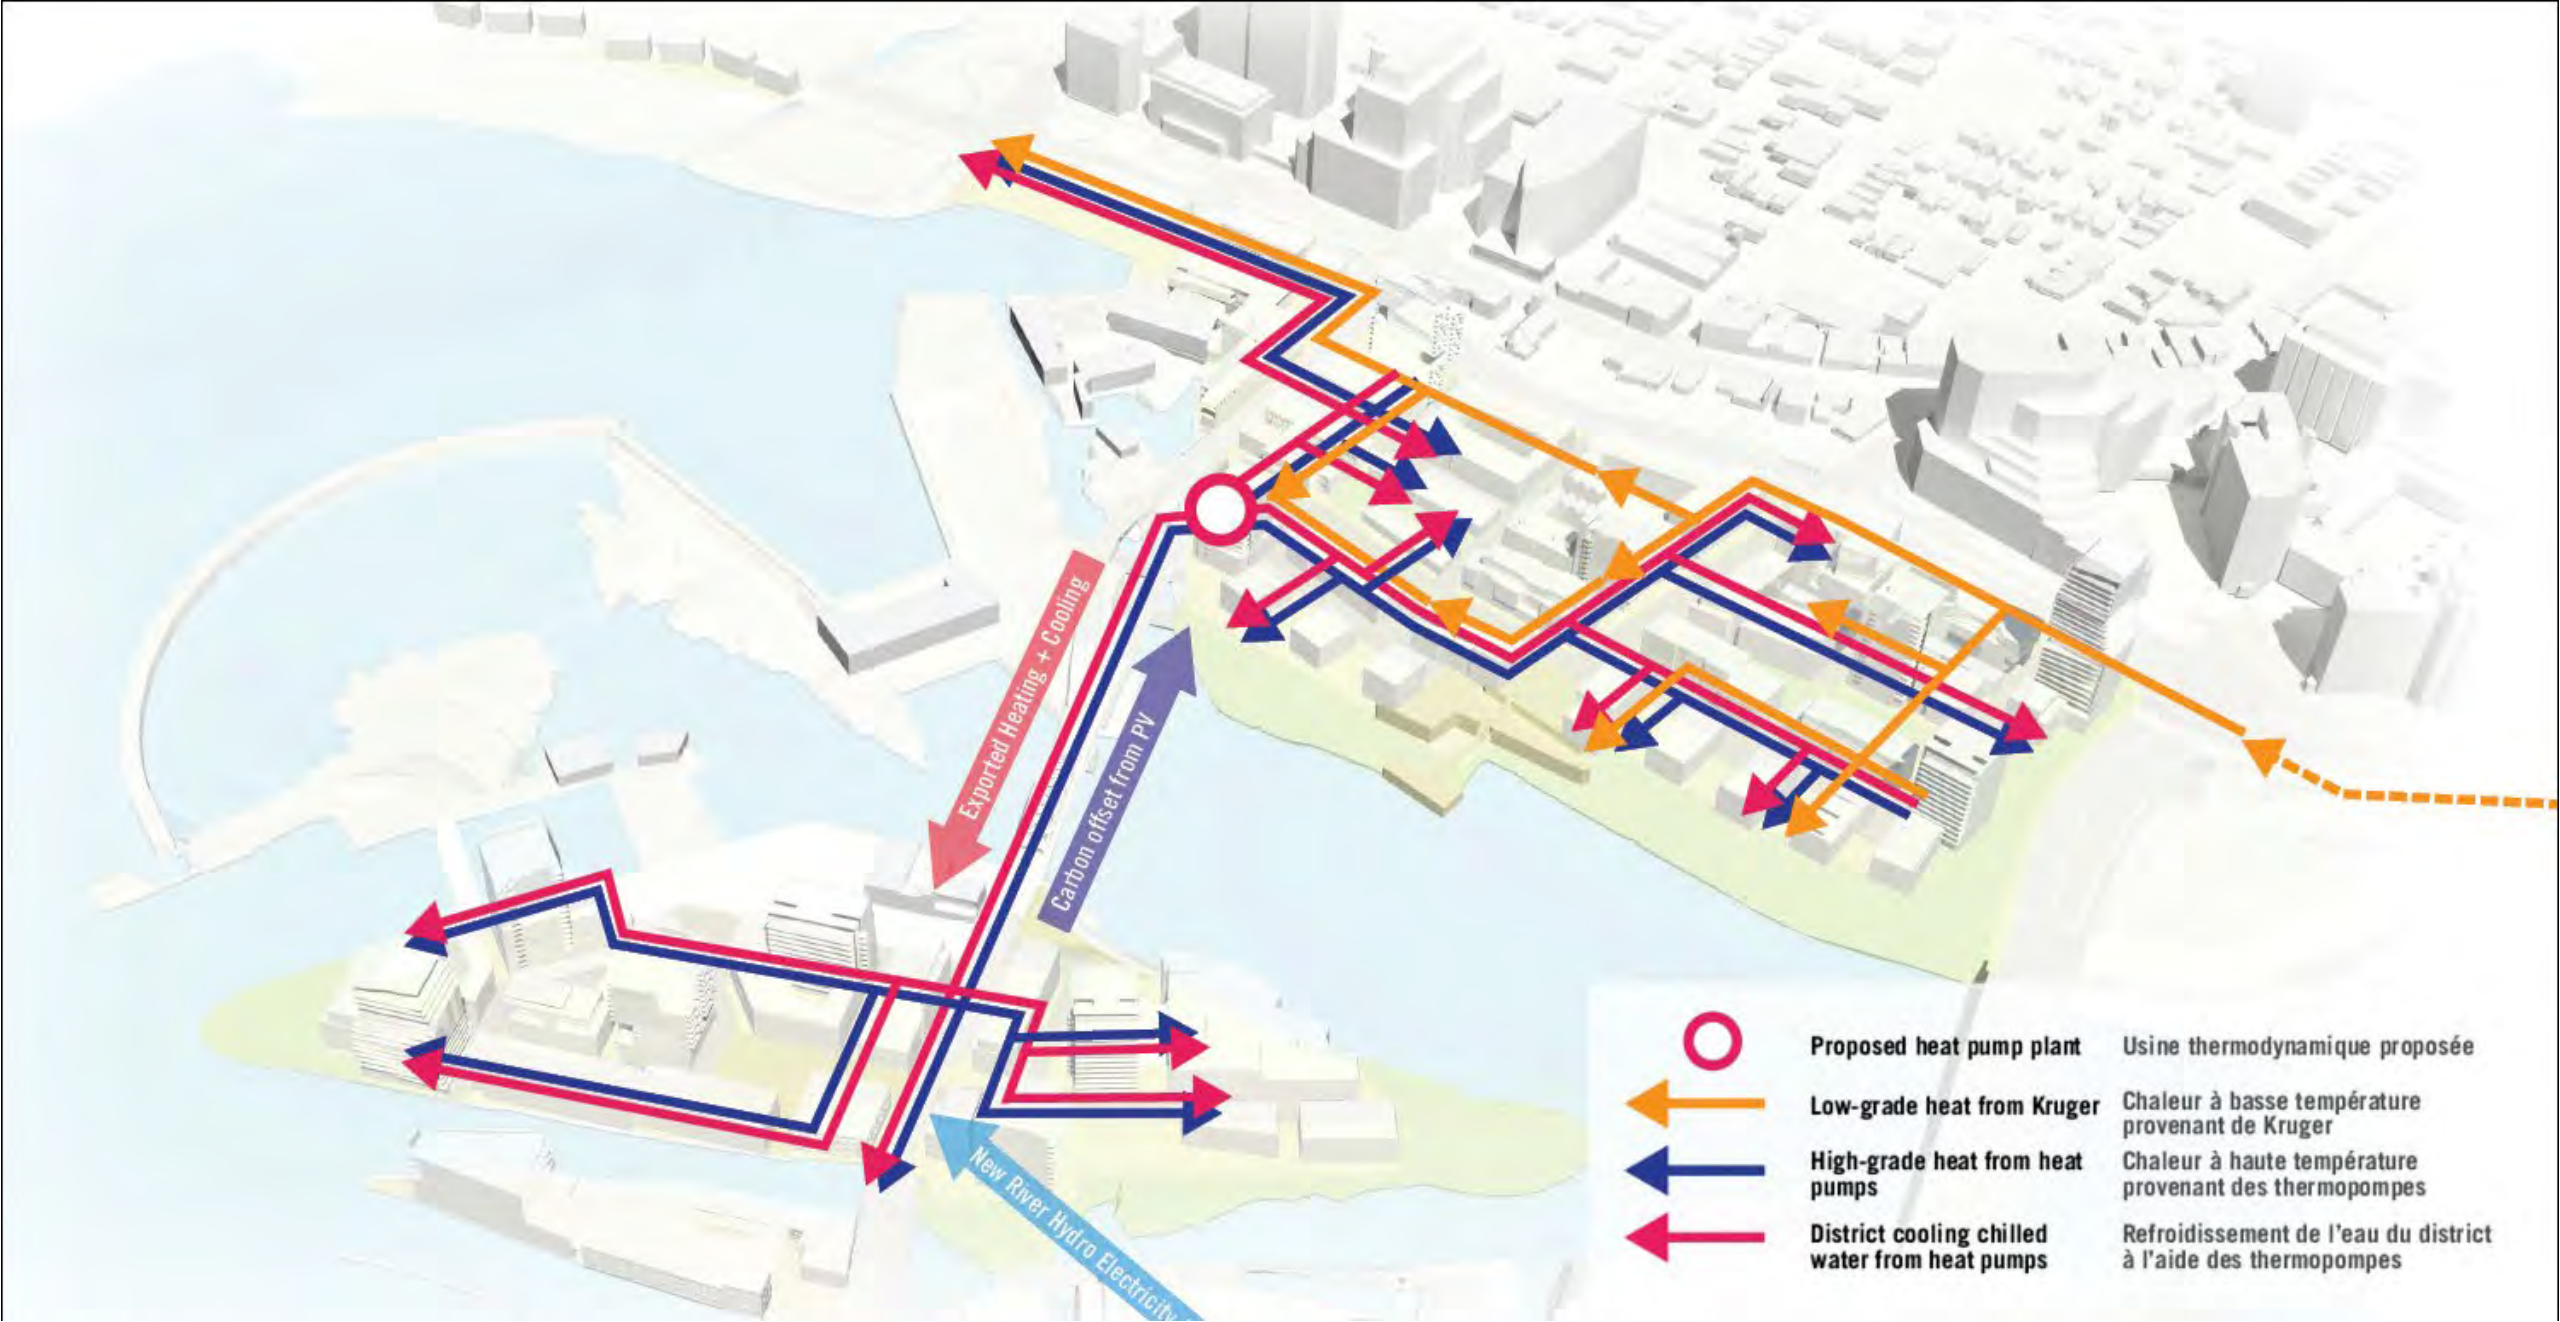 Exported Heating + Cooling
Carbon offset from PV
New River Hydro Electricity
Proposed heat pump plant
Usine thermodynamique proposée
Low-grade heat from Kruger
Chaleur à basse température
provenant de Kruger
High-grade heat from heat
pumps
Chaleur à haute température
provenant des thermopompes
District cooling chilled
water from heat pumps
Refroidissement de l'eau du district
à l'aide des thermopompes